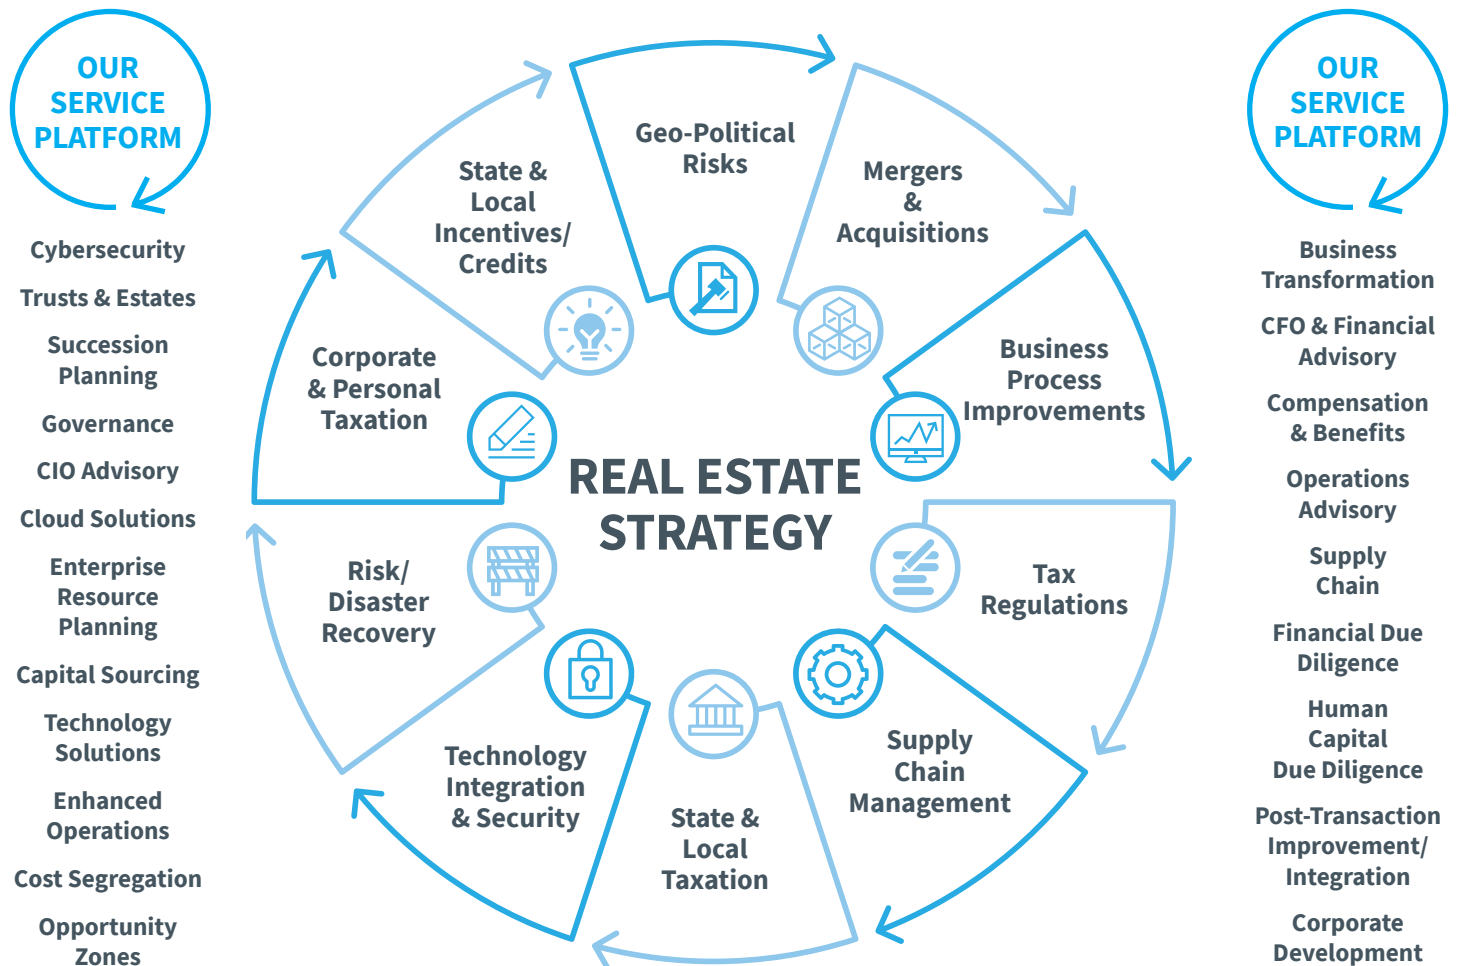 OUR
SERVICE
PLATFORM
Cybersecurity
Trusts & Estates
Succession
Planning
Governance
CIO Advisory
Cloud Solutions
Enterprise
Resource
Planning
Capital Sourcing
Technology
Solutions
Enhanced
Operations
Cost Segregation
Opportunity
Zones
Geo-Political
Risks
Mergers
&
Acquisitions
Business
Process
Improvements
Tax
Regulations
Supply
Chain
Management
State &
Local
Taxation
Technology
Integration
& Security
Risk/
Disaster
Recovery
Corporate
& Personal
Taxation
State &
Local
Incentives/
Credits
REAL ESTATE
STRATEGY
OUR
SERVICE
PLATFORM
Business
Transformation
CFO & Financial
Advisory
Compensation
& Benefits
Operations
Advisory
Supply
Chain
Financial Due
Diligence
Human
Capital
Due Diligence
Post-Transaction
Improvement/
Integration
Corporate
Development